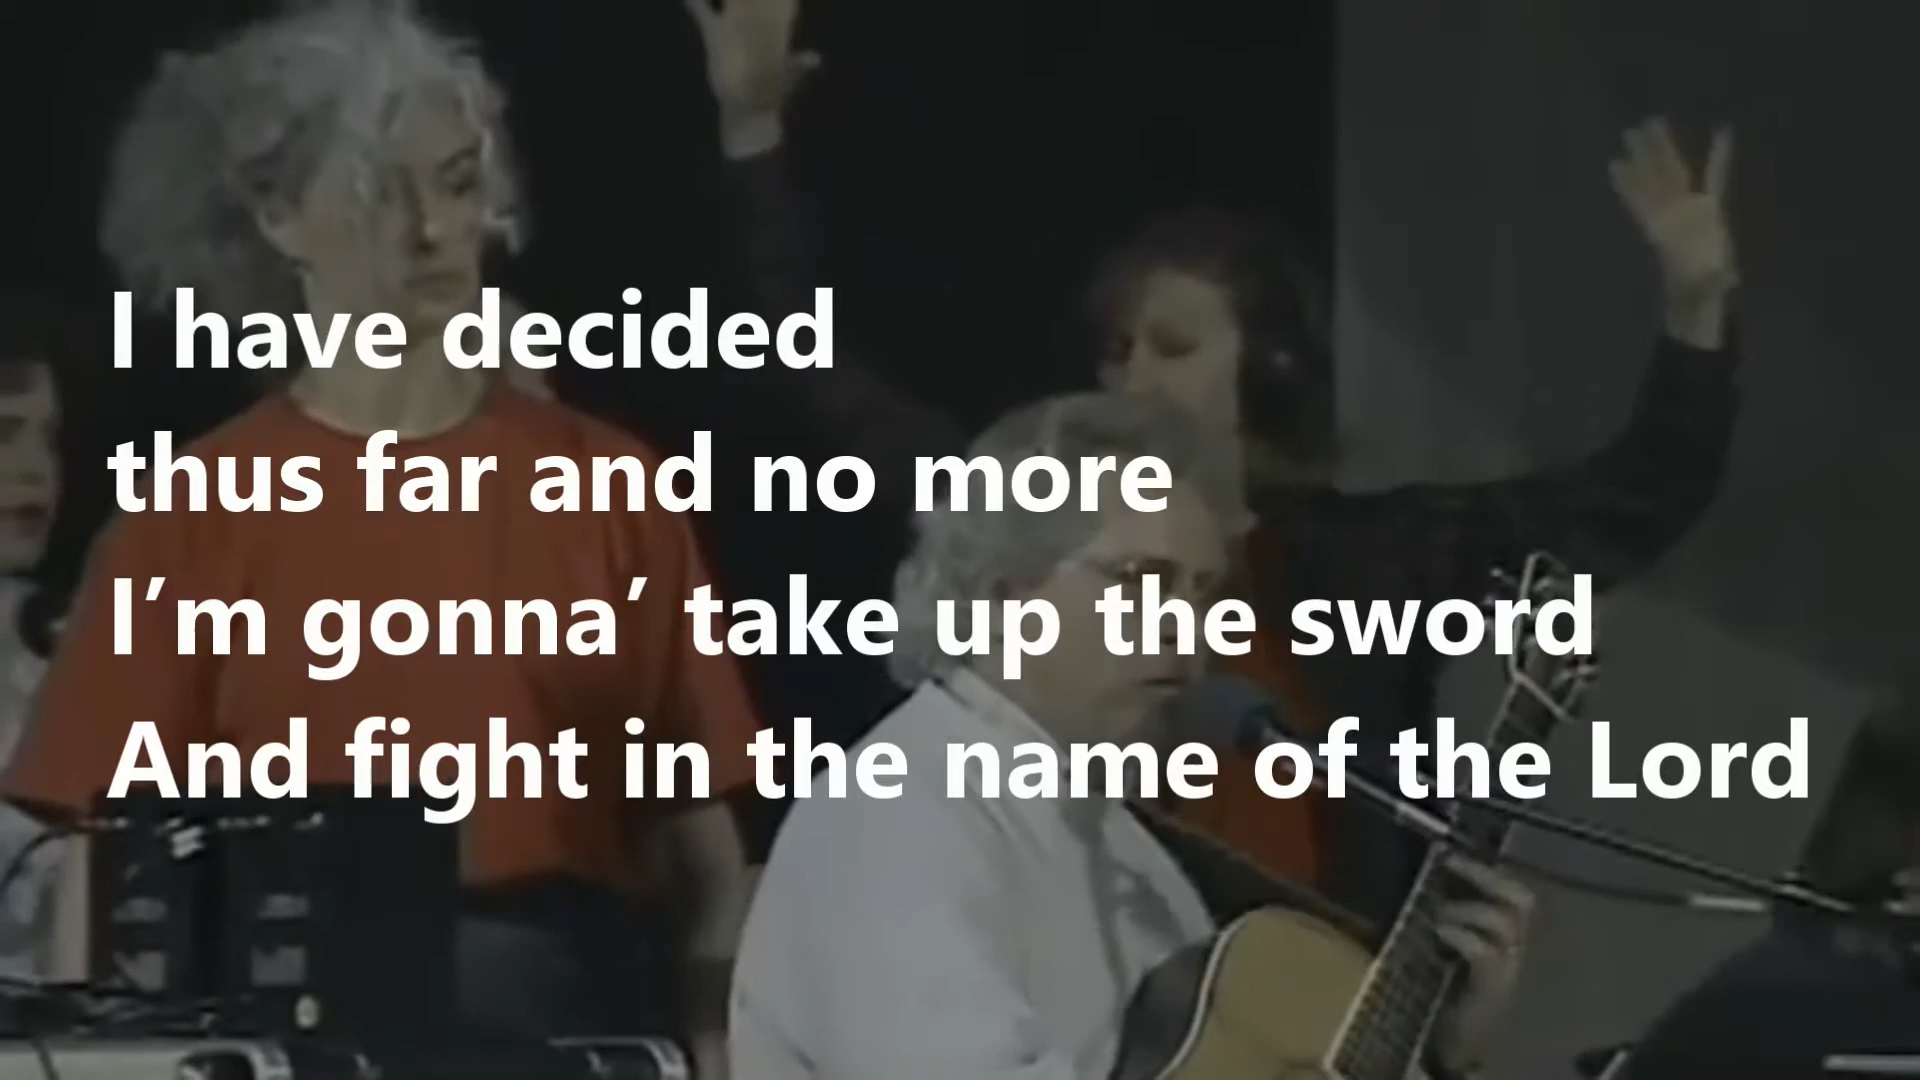 I have decided
thus far and no more
I’m gonna’ take up the sword
And fight in the name of the Lord